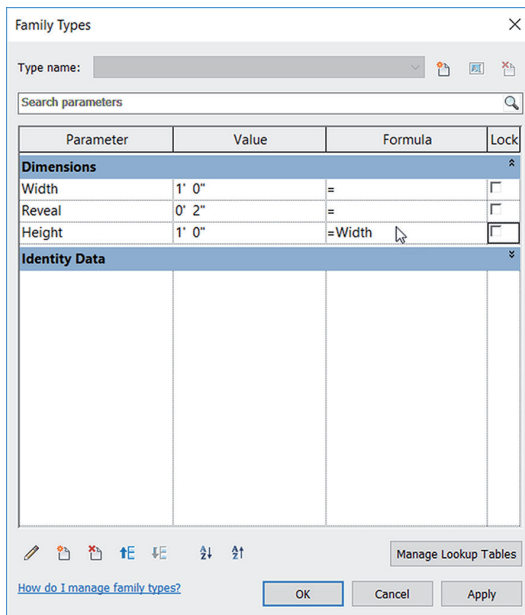 Family Types
Type name:
Search parameters
Parameter Value Formula Lock
Dimensions
Width 1' 0" =
Reveal 0' 2" =
Height 1' 0" =Width
Identity Data
Manage Lookup Tables
How do I manage family types?
OK Cancel Apply